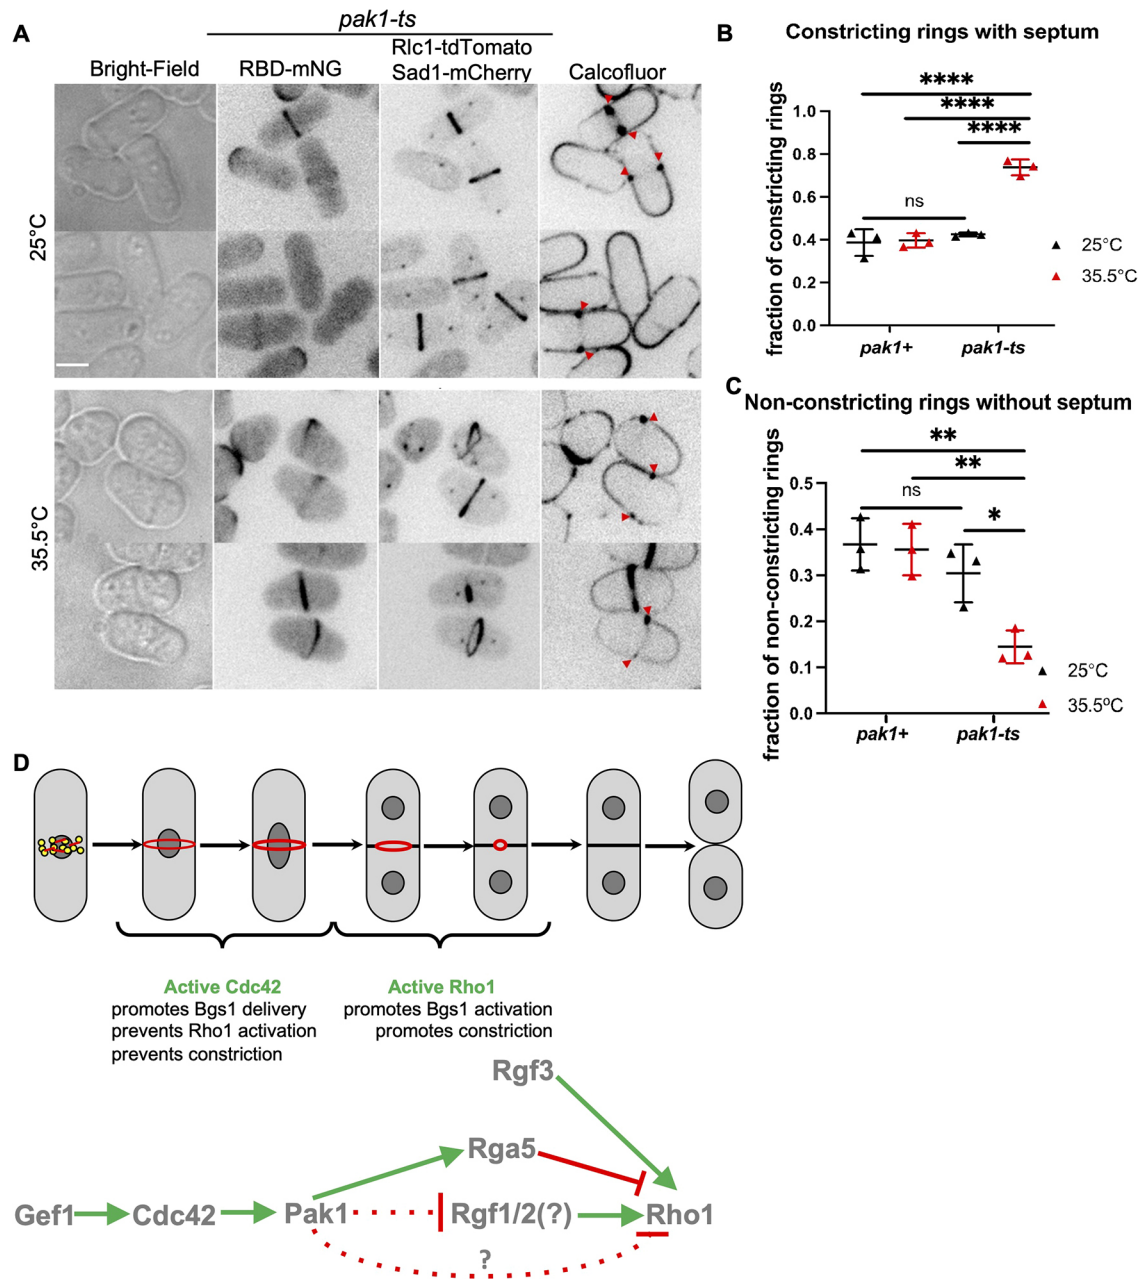 A
pak1-ts
Bright-Field
RBD-mNG
Rlc1-tdTomato
Sad1-mCherry
Calcofluor
25°C
35.5°C
B
Constricting rings with septum
fraction of constricting rings
1.0
0.8
0.6
0.4
0.2
0.0
****
****
****
ns
pak1+
pak1-ts
25°C
35.5°C
C
Non-constricting rings without septum
fraction of non-constricting rings
0.5
0.4
0.3
0.2
0.1
0.0
**
**
ns
*
pak1+
pak1-ts
25°C
35.5ºC
D
Active Cdc42
promotes Bgs1 delivery
prevents Rho1 activation
prevents constriction
Active Rho1
promotes Bgs1 activation
promotes constriction
Rgf3
Rga5
Gef1
Cdc42
Pak1
Rgf1/2(?)
Rho1
?